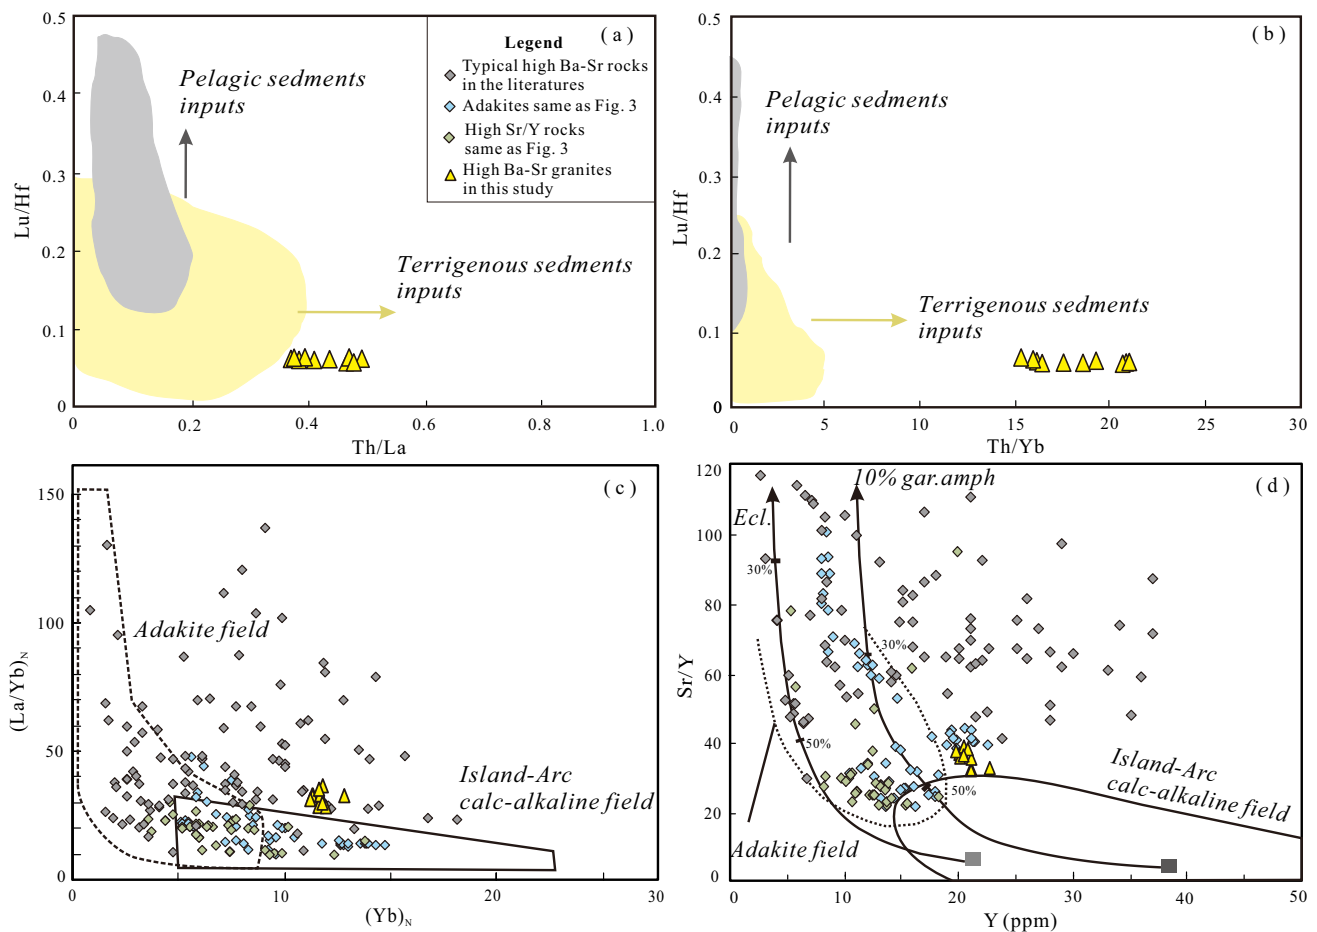 (a)
Legend
Typical high Ba-Sr rocks
in the literatures
Adakites same as Fig. 3
High Sr/Y rocks
same as Fig. 3
High Ba-Sr granites
in this study
Pelagic sedments
inputs
Terrigenous sedments
inputs
Lu/Hf
0.5
0.4
0.3
0.2
0.1
0
0
0.2
0.4
0.6
0.8
1.0
Th/La
(b)
Pelagic sedments
inputs
Terrigenous sedments
inputs
Lu/Hf
0.5
0.4
0.3
0.2
0.1
0
0
5
10
15
20
30
Th/Yb
(c)
Adakite field
Island-Arc
calc-alkaline field
(La/Yb)N
150
100
50
0
0
10
20
30
(Yb)N
(d)
10% gar.amph
Ecl.
30%
30%
50%
50%
Island-Arc
calc-alkaline field
Adakite field
Sr/Y
120
100
80
60
40
20
0
0
10
20
30
40
50
Y (ppm)